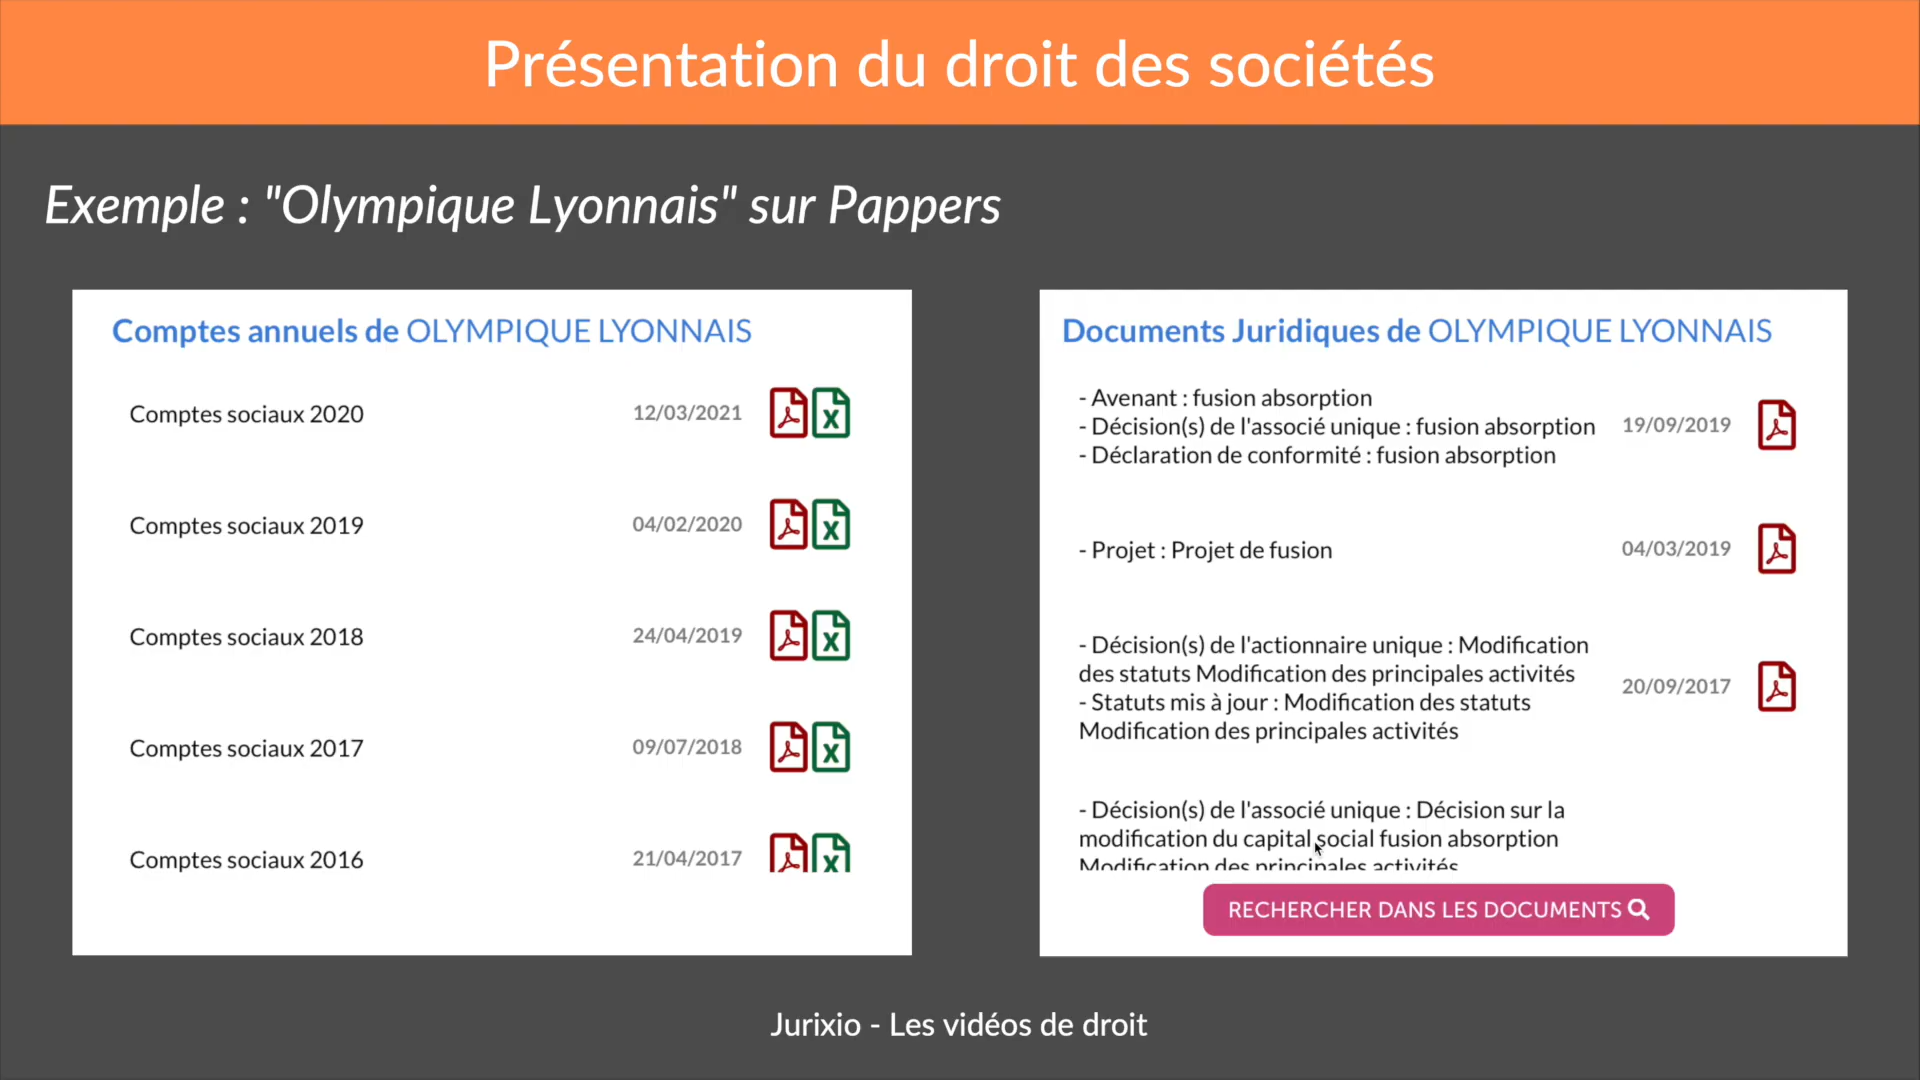 Présentation du droit des sociétés
Exemple : "Olympique Lyonnais" sur Pappers
Comptes annuels de OLYMPIQUE LYONNAIS
Comptes sociaux 2020 12/03/2021
Comptes sociaux 2019 04/02/2020
Comptes sociaux 2018 24/04/2019
Comptes sociaux 2017 09/07/2018
Comptes sociaux 2016 21/04/2017
Documents Juridiques de OLYMPIQUE LYONNAIS
- Avenant : fusion absorption
- Décision(s) de l'associé unique : fusion absorption 19/09/2019
- Déclaration de conformité : fusion absorption
- Projet : Projet de fusion 04/03/2019
- Décision(s) de l'actionnaire unique : Modification
des statuts Modification des principales activités
20/09/2017
- Statuts mis à jour : Modification des statuts
Modification des principales activités
- Décision(s) de l'associé unique : Décision sur la
modification du capital social fusion absorption
Modification des principales activités
RECHERCHER DANS LES DOCUMENTS
Jurixio - Les vidéos de droit